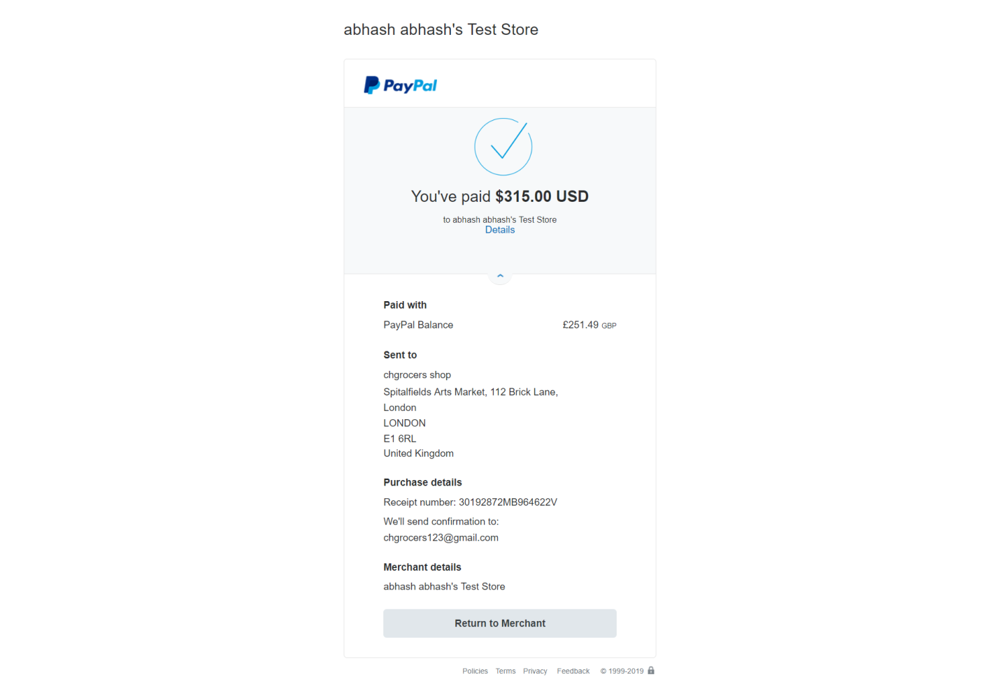 abhash abhash's Test Store
PayPal
You've paid $315.00 USD
to abhash abhash's Test Store
Details
Paid with
PayPal Balance £251.49 GBP
Sent to
chgrocers shop
Spitalfields Arts Market, 112 Brick Lane,
London
LONDON
E1 6RL
United Kingdom
Purchase details
Receipt number: 30192872MB964622V
We'll send confirmation to:
chgrocers123@gmail.com
Merchant details
abhash abhash's Test Store
Return to Merchant
Policies Terms Privacy Feedback © 1999-2019